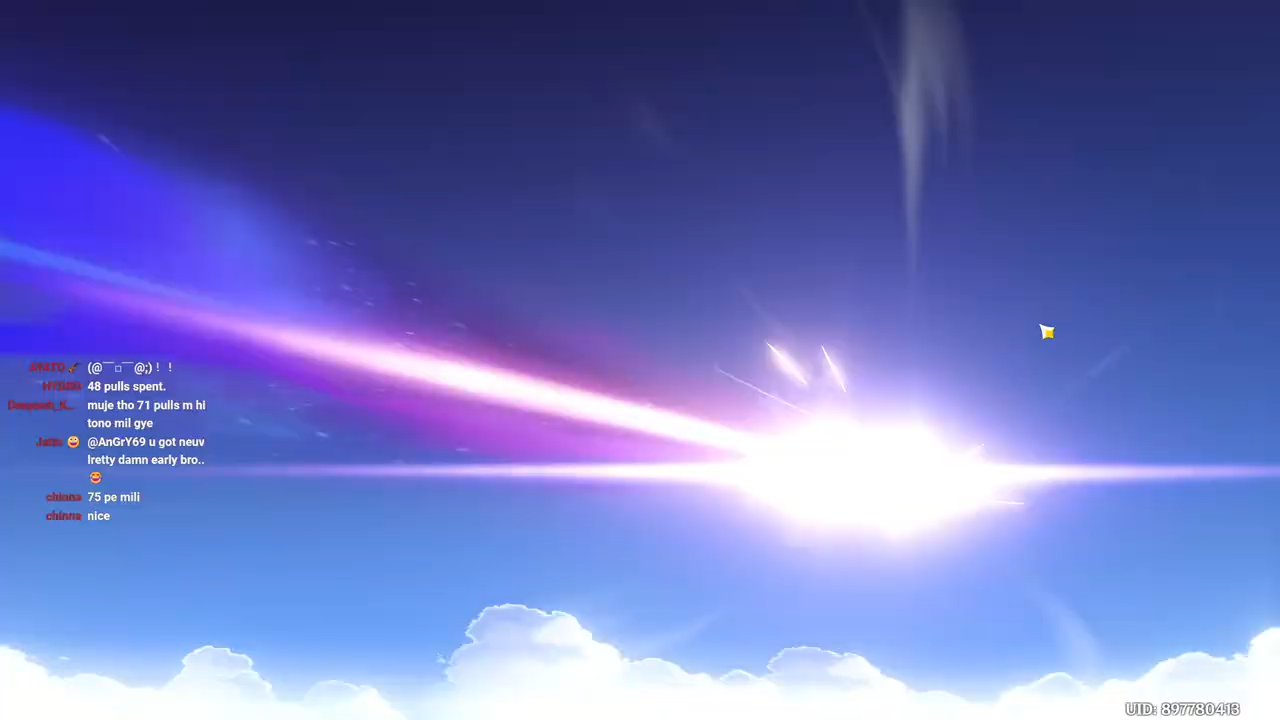 (@￣□￣@;)！！
48 pulls spent.
muje tho 71 pulls m hi
tono mil gye
@AnGrY69 u got neuv
lretty damn early bro..
chinna 75 pe mili
chinna nice
UID: 897780413